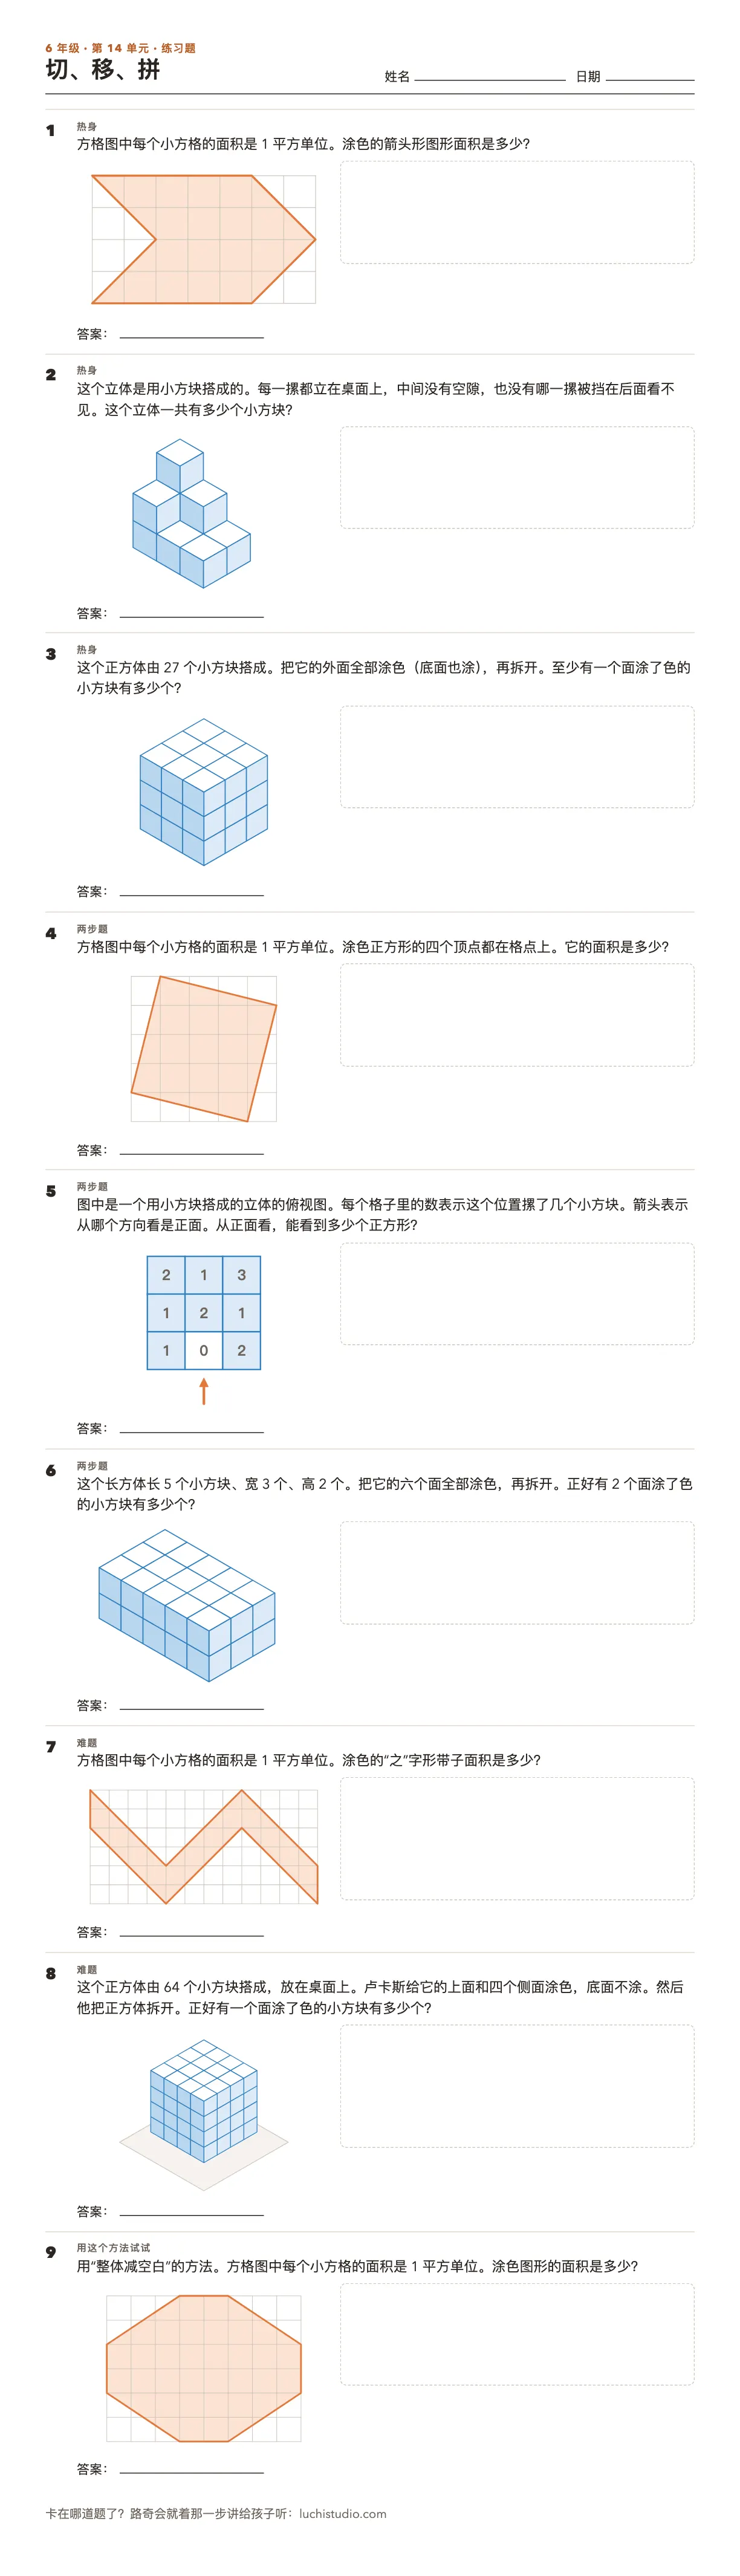 6 年级 · 第 14 单元 · 练习题
切、移、拼
姓名 日期
1
热身
方格图中每个小方格的面积是 1 平方单位。涂色的箭头形图形面积是多少？
答案：
2
热身
这个立体是用小方块搭成的。每一摞都立在桌面上，中间没有空隙，也没有哪一摞被挡在后面看不
见。这个立体一共有多少个小方块？
答案：
3
热身
这个正方体由 27 个小方块搭成。把它的外面全部涂色（底面也涂），再拆开。至少有一个面涂了色的
小方块有多少个？
答案：
4
两步题
方格图中每个小方格的面积是 1 平方单位。涂色正方形的四个顶点都在格点上。它的面积是多少？
答案：
5
两步题
图中是一个用小方块搭成的立体的俯视图。每个格子里的数表示这个位置摞了几个小方块。箭头表示
从哪个方向看是正面。从正面看，能看到多少个正方形？
2 1 3
1 2 1
1 0 2
答案：
6
两步题
这个长方体长 5 个小方块、宽 3 个、高 2 个。把它的六个面全部涂色，再拆开。正好有 2 个面涂了色
的小方块有多少个？
答案：
7
难题
方格图中每个小方格的面积是 1 平方单位。涂色的“之”字形带子面积是多少？
答案：
8
难题
这个正方体由 64 个小方块搭成，放在桌面上。卢卡斯给它的上面和四个侧面涂色，底面不涂。然后
他把正方体拆开。正好有一个面涂了色的小方块有多少个？
答案：
9
用这个方法试试
用“整体减空白”的方法。方格图中每个小方格的面积是 1 平方单位。涂色图形的面积是多少？
答案：
卡在哪道题了？路奇会就着那一步讲给孩子听：luchistudio.com